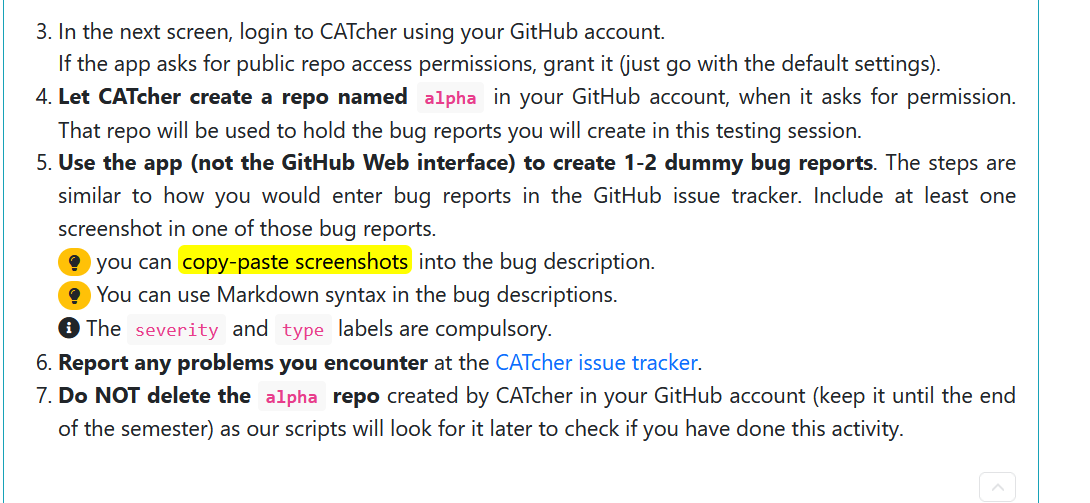 3. In the next screen, login to CATcher using your GitHub account.
If the app asks for public repo access permissions, grant it (just go with the default settings).
4. Let CATcher create a repo named alpha in your GitHub account, when it asks for permission.
That repo will be used to hold the bug reports you will create in this testing session.
5. Use the app (not the GitHub Web interface) to create 1-2 dummy bug reports. The steps are
similar to how you would enter bug reports in the GitHub issue tracker. Include at least one
screenshot in one of those bug reports.
you can copy-paste screenshots into the bug description.
You can use Markdown syntax in the bug descriptions.
The severity and type labels are compulsory.
6. Report any problems you encounter at the CATcher issue tracker.
7. Do NOT delete the alpha repo created by CATcher in your GitHub account (keep it until the end
of the semester) as our scripts will look for it later to check if you have done this activity.